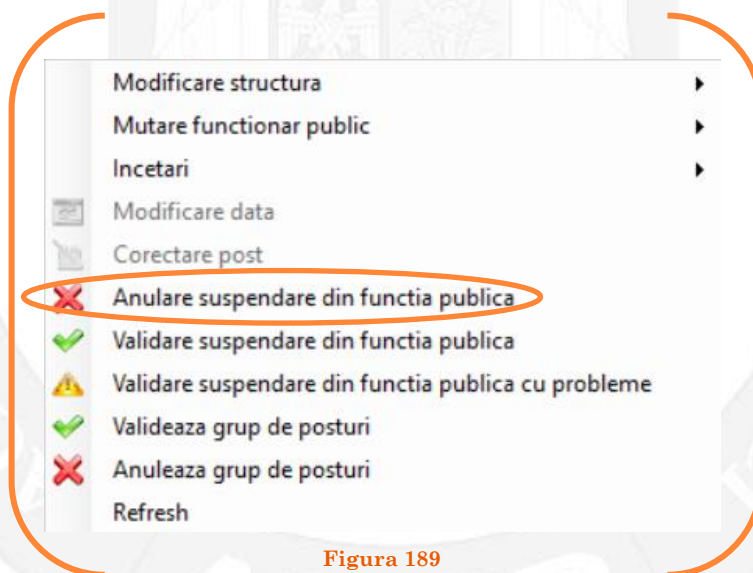 Modificare structura
Mutare functionar public
Incetari
Modificare data
Corectare post
Anulare suspendare din functia publica
Validare suspendare din functia publica
Validare suspendare din functia publica cu probleme
Valideaza grup de posturi
Anuleaza grup de posturi
Refresh
Figura 189